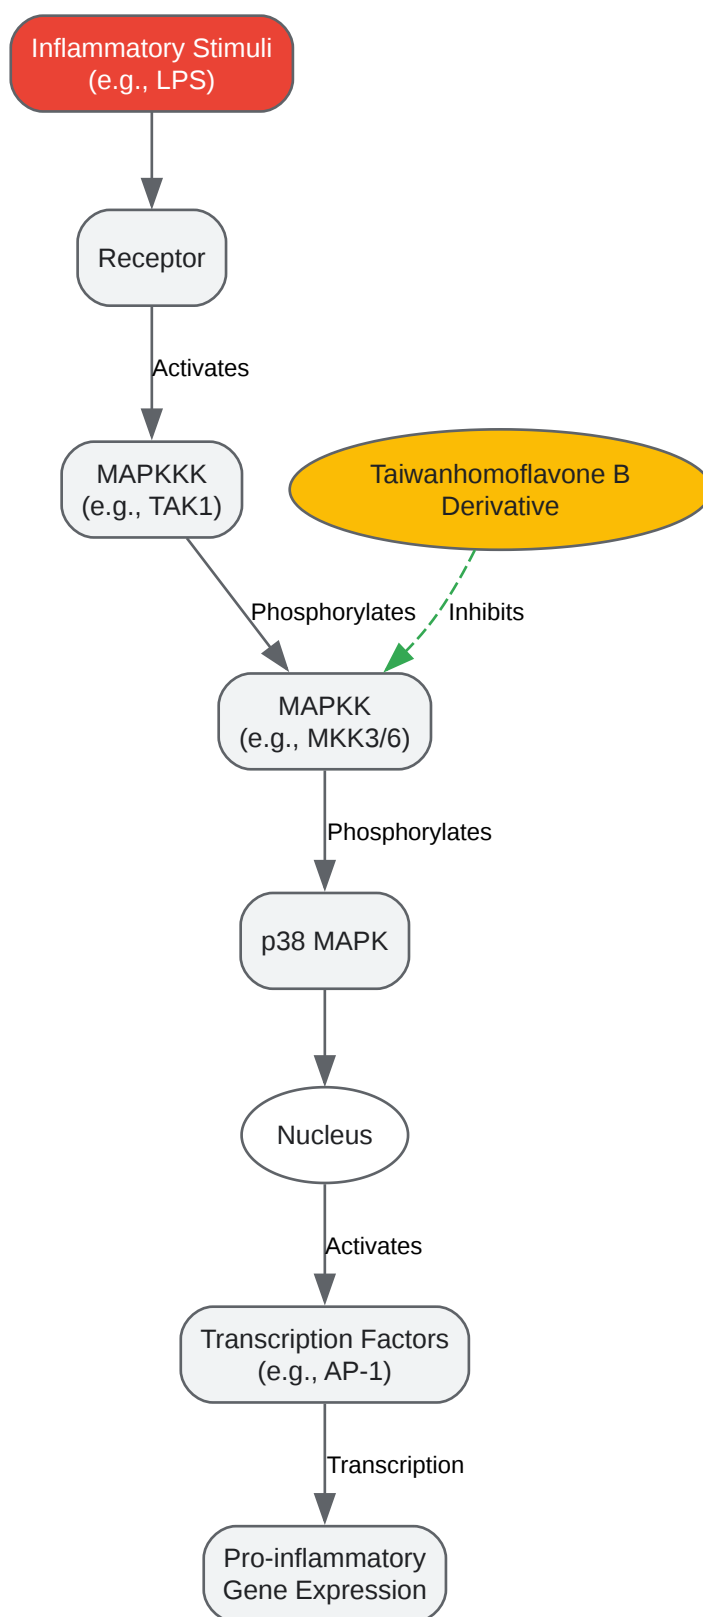 Inflammatory Stimuli
(e.g., LPS)
Receptor
Activates
MAPKKK
(e.g., TAK1)
Taiwanhomoflavone B
Derivative
Phosphorylates
Inhibits
MAPKK
(e.g., MKK3/6)
Phosphorylates
p38 MAPK
Nucleus
Activates
Transcription Factors
(e.g., AP-1)
Transcription
Pro-inflammatory
Gene Expression